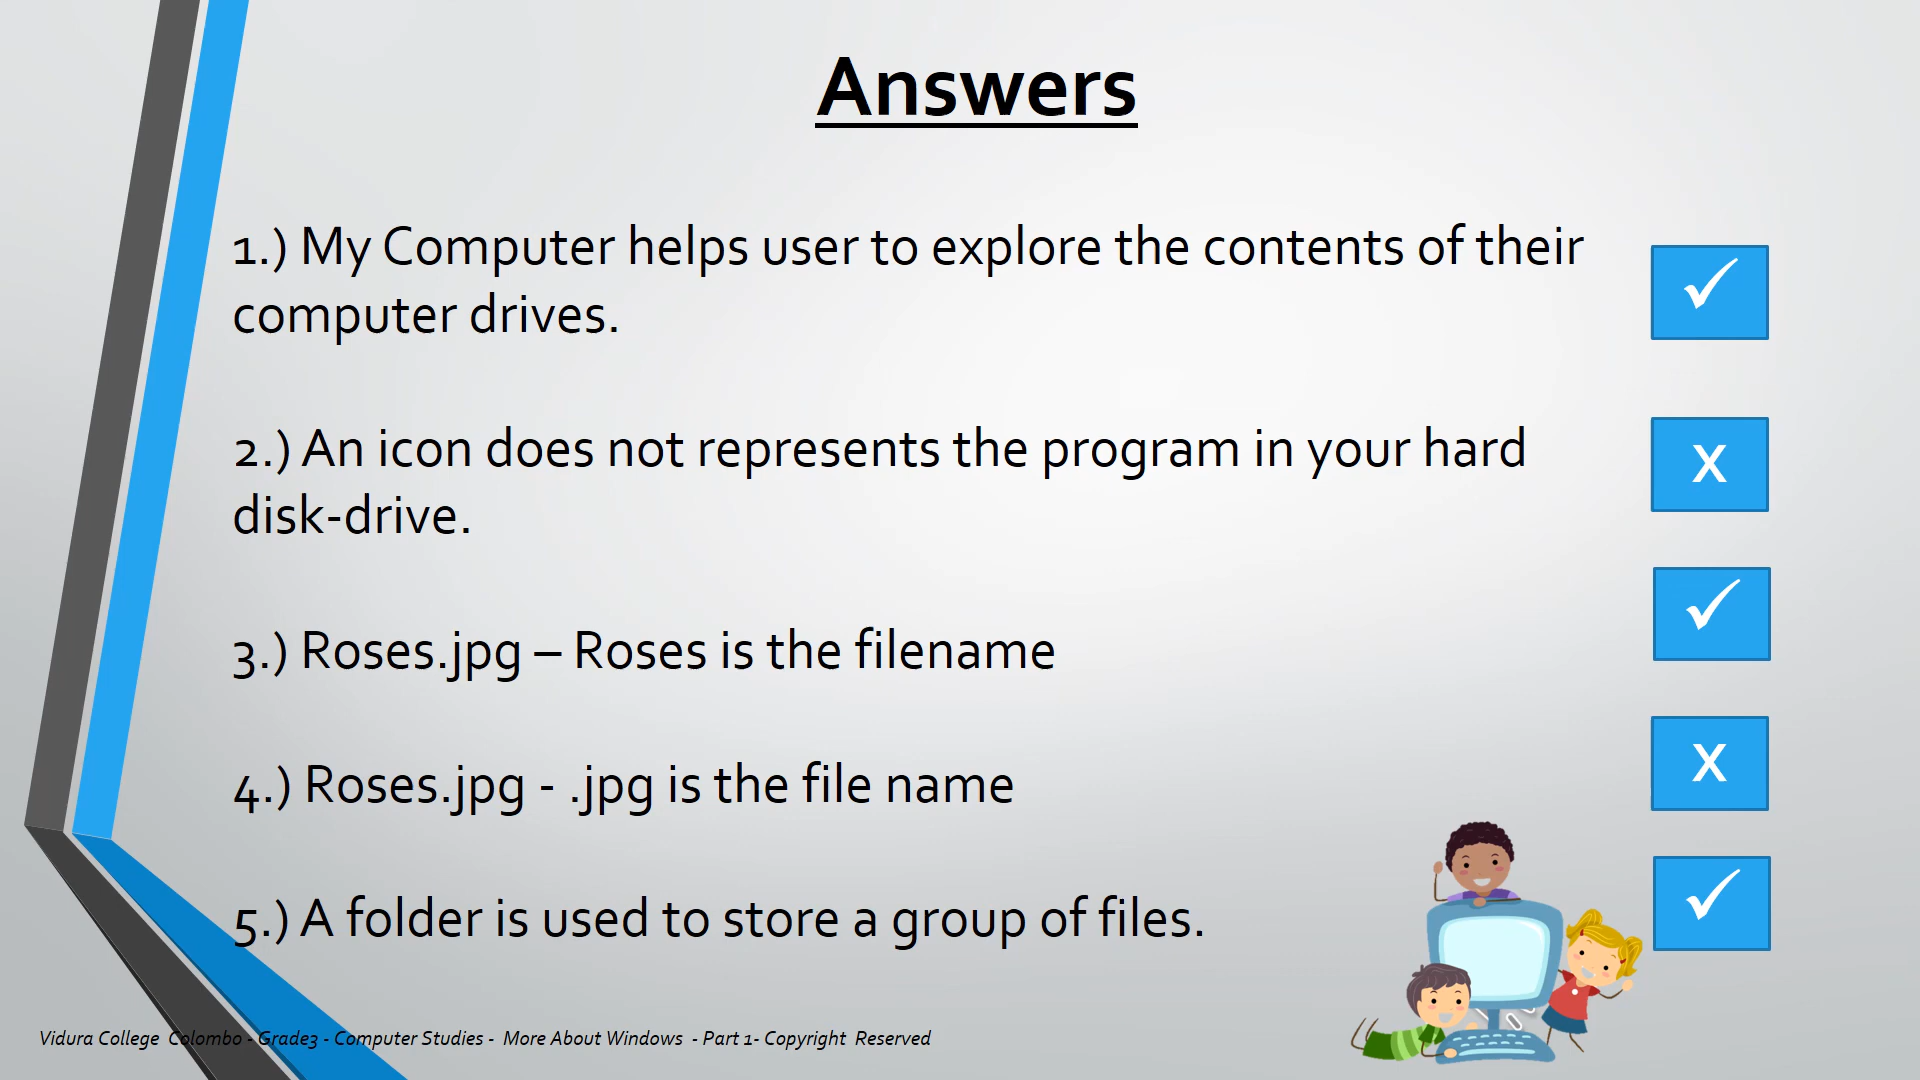 Answers
1.) My Computer helps user to explore the contents of their
computer drives.
✓
2.) An icon does not represents the program in your hard
disk-drive.
X
3.) Roses.jpg – Roses is the filename
✓
4.) Roses.jpg - .jpg is the file name
X
5.) A folder is used to store a group of files.
✓
Vidura College Colombo - Grade3 - Computer Studies - More About Windows - Part 1- Copyright Reserved